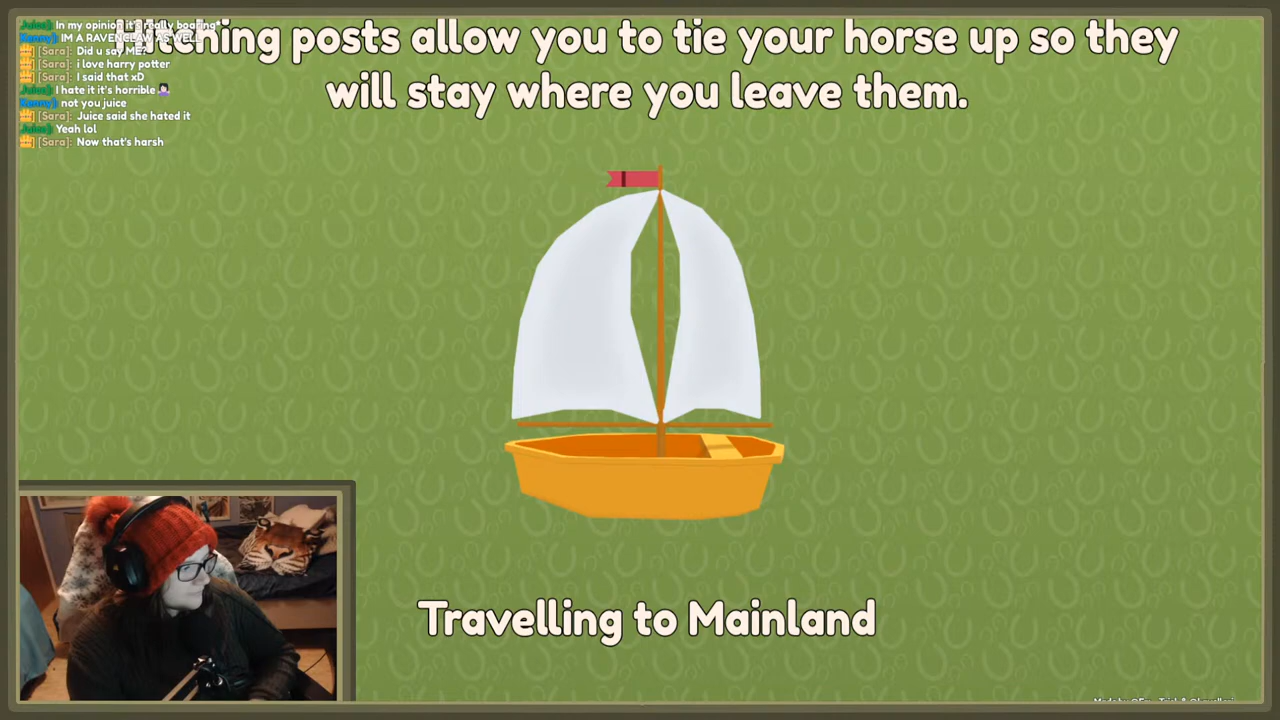 Juice]: In my opinion it's really boaring*
Kenny]: IM A RAVENCLAW AS WELL
[Sara]: Did u say ME?
[Sara]: i love harry potter
[Sara]: I said that xD
Juice]: I hate it it's horrible
Kenny]: not you juice
[Sara]: Juice said she hated it
Juice]: Yeah lol
[Sara]: Now that's harsh
Hitching posts allow you to tie your horse up so they
will stay where you leave them.
Travelling to Mainland